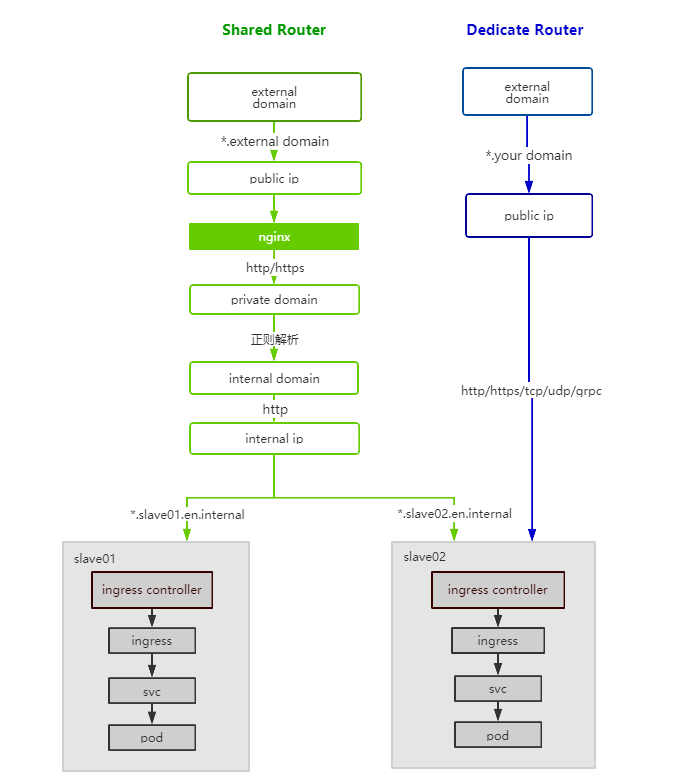 Shared Router
external
domain
*.external domain
public ip
nginx
http/https
private domain
正则解析
internal domain
http
internal ip
*.slave01.en.internal
*.slave02.en.internal
Dedicate Router
external
domain
*.your domain
public ip
http/https/tcp/udp/grpc
slave01
ingress controller
ingress
svc
pod
slave02
ingress controller
ingress
svc
pod